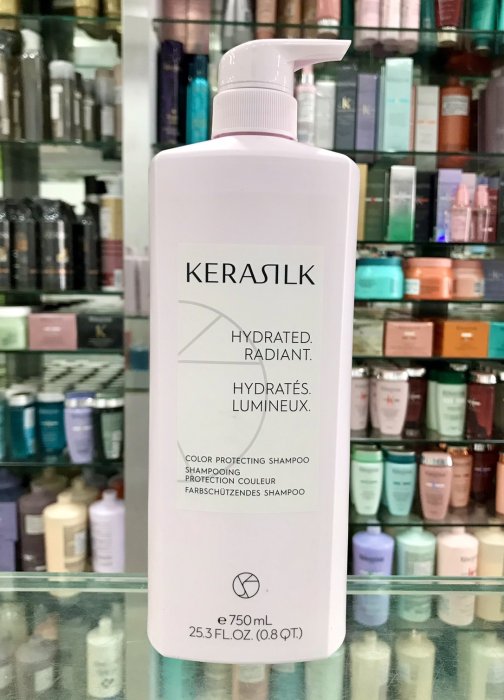 KERASILK
HYDRATED.
RADIANT.
HYDRATÉS.
LUMINEUX.
COLOR PROTECTING SHAMPOO
SHAMPOOING
PROTECTION COULEUR
FARBSCHÜTZENDES SHAMPOO
℮ 750 mL
25.3 FL.OZ. (0.8 QT.)